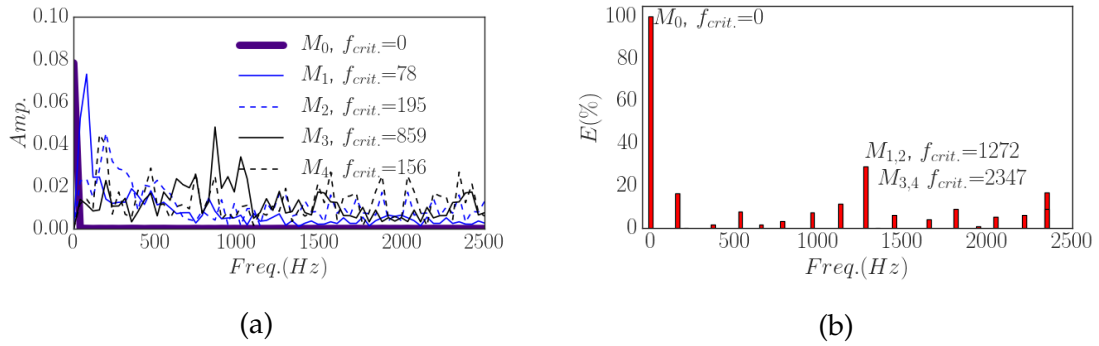 0.10
0.08
0.06
0.04
0.02
0.00
Amp.
M0, fcrit.=0
M1, fcrit.=78
M2, fcrit.=195
M3, fcrit.=859
M4, fcrit.=156
0 500 1000 1500 2000 2500
Freq.(Hz)
(a)
100
80
60
40
20
0
E(%)
M0, fcrit.=0
M1,2, fcrit.=1272
M3,4 fcrit.=2347
0 500 1000 1500 2000 2500
Freq.(Hz)
(b)